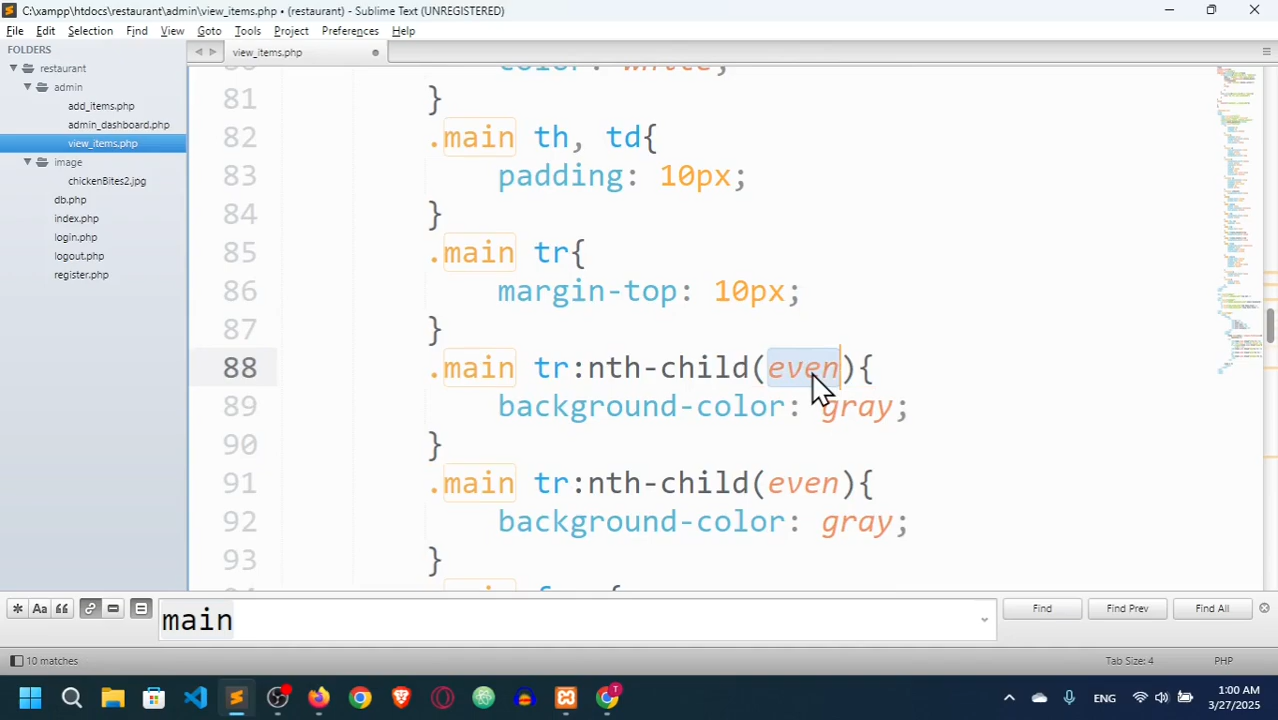 C:\xampp\htdocs\restaurant\admin\view_items.php • (restaurant) - Sublime Text (UNREGISTERED)
File Edit Selection Find View Goto Tools Project Preferences Help
FOLDERS
restaurant
admin
add_items.php
admin_dashboard.php
view_items.php
image
chickenBites2.jpg
db.php
index.php
login.php
logout.php
register.php
view_items.php
color: white;
81 }
82 .main th, td{
83 padding: 10px;
84 }
85 .main tr{
86 margin-top: 10px;
87 }
88 .main tr:nth-child(even){
89 background-color: gray;
90 }
91 .main tr:nth-child(even){
92 background-color: gray;
93 }
main
Find Find Prev Find All
10 matches Tab Size: 4 PHP
ENG 1:00 AM
3/27/2025